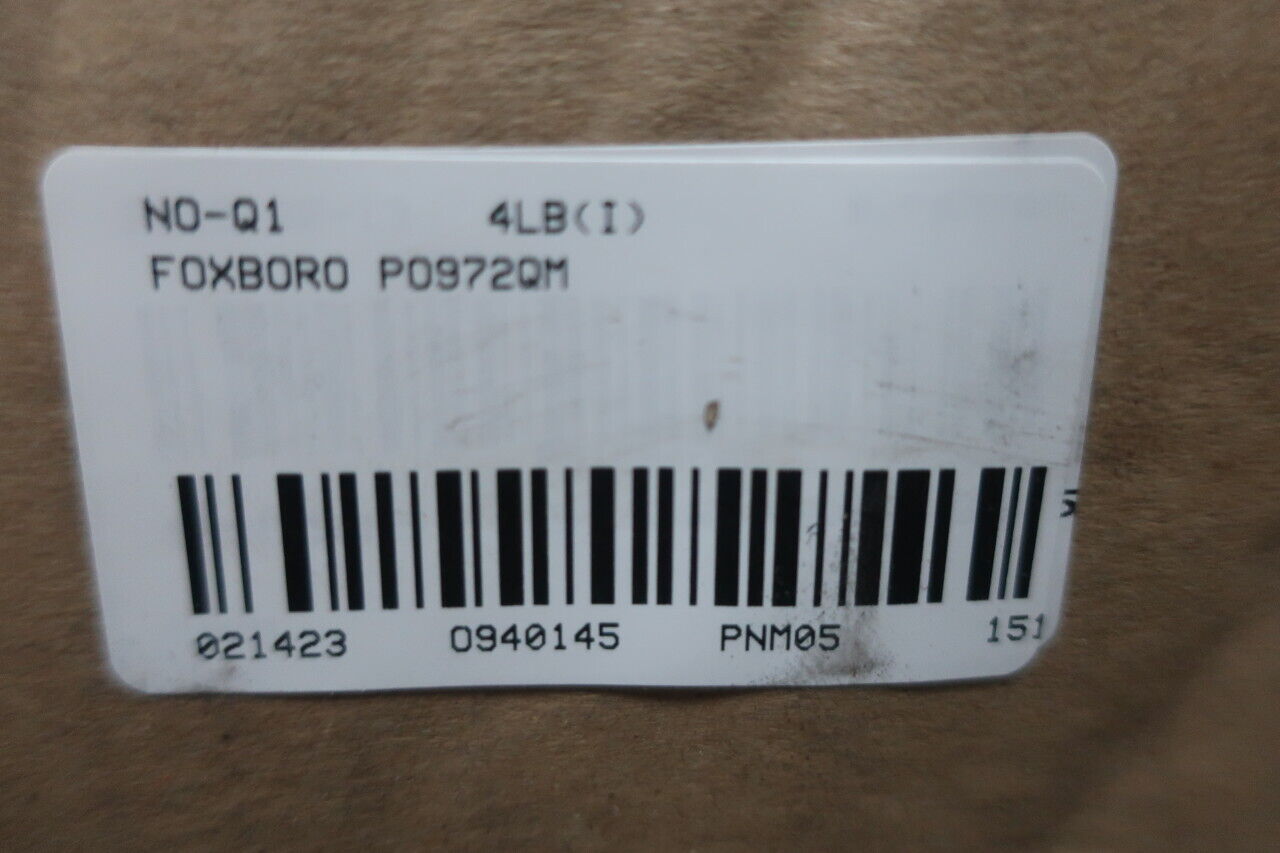 NO-Q1 4LB(I)
FOXBORO P0972QM
021423 0940145 PNM05 151